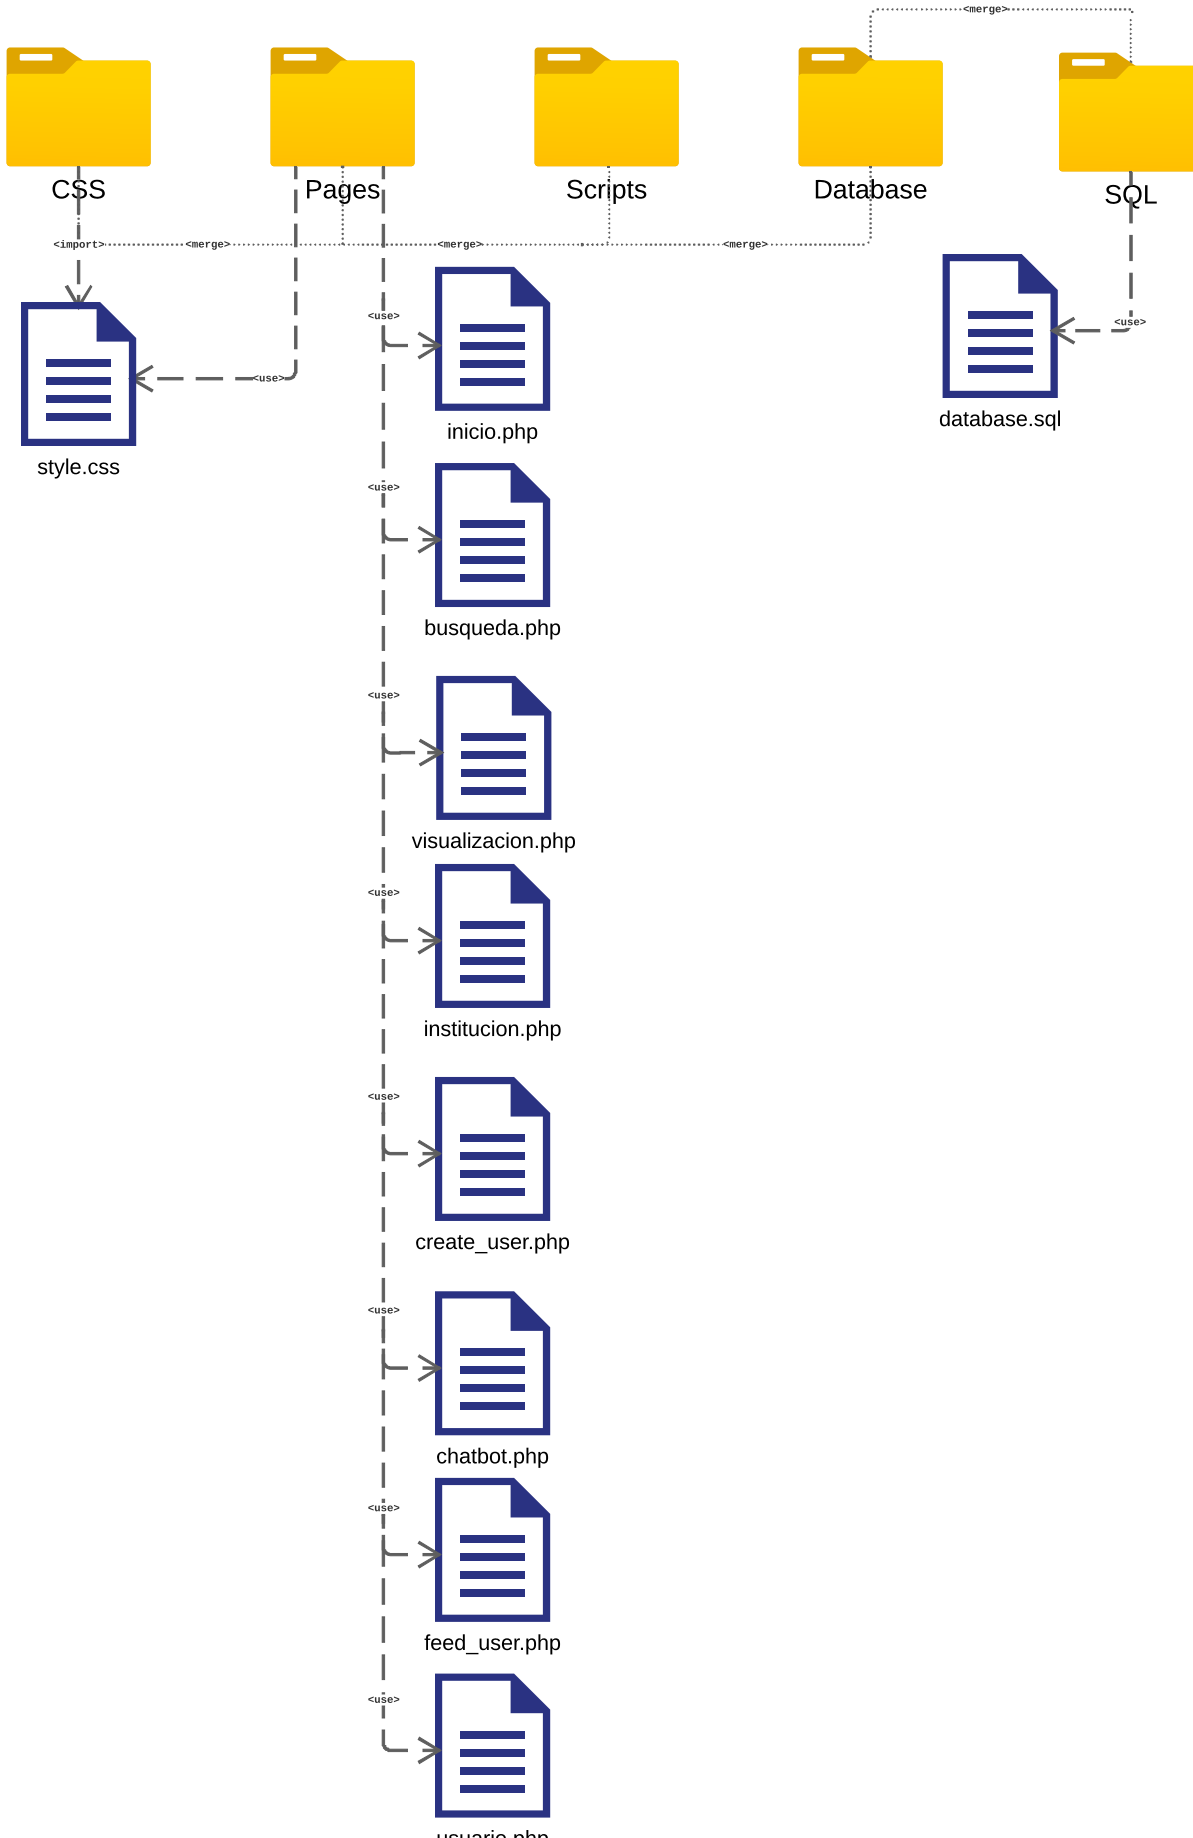 <merge>
CSS
Pages
Scripts
Database
SQL
<import>
<merge>
<merge>
<merge>
<use>
<use>
<use>
inicio.php
database.sql
style.css
<use>
busqueda.php
<use>
visualizacion.php
<use>
institucion.php
<use>
create_user.php
<use>
chatbot.php
<use>
feed_user.php
<use>
usuario.php